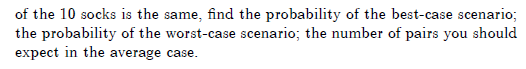 of the 10 socks is the same, find the probability of the best-case scenario;
the probability of the worst-case scenario; the number of pairs you should
expect in the average case.